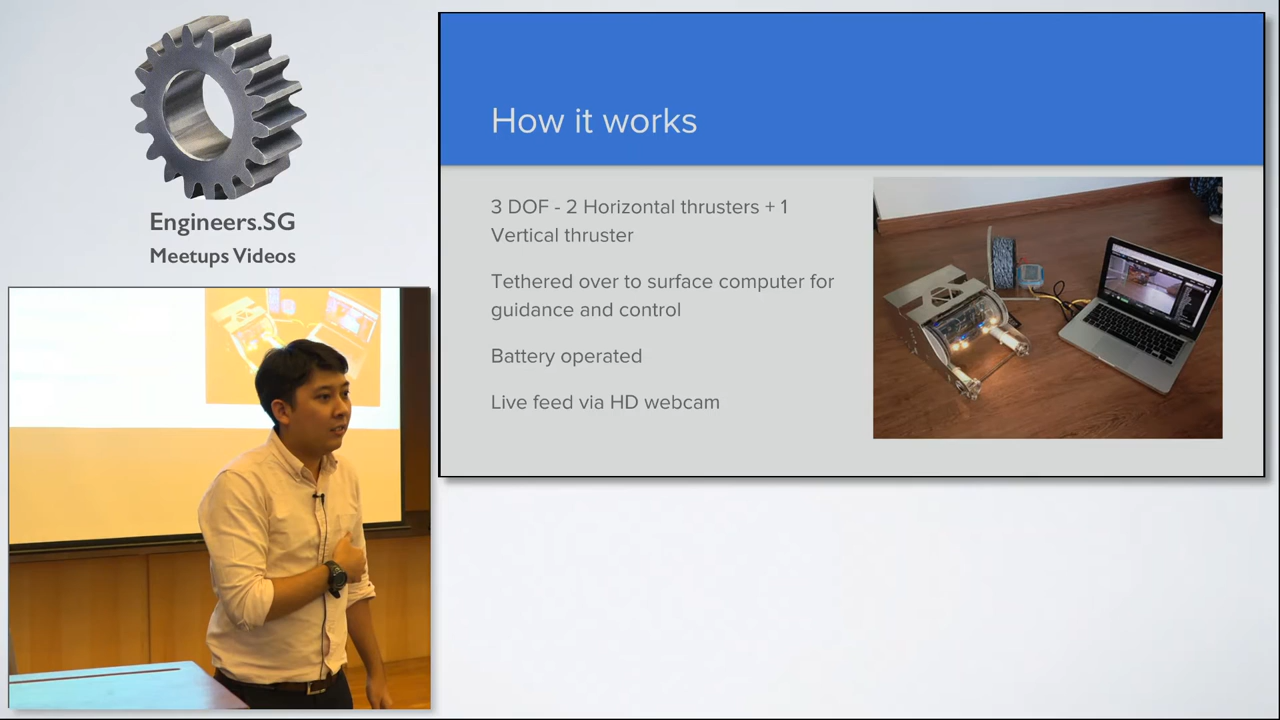 Engineers.SG
Meetups Videos
How it works
3 DOF - 2 Horizontal thrusters + 1
Vertical thruster
Tethered over to surface computer for
guidance and control
Battery operated
Live feed via HD webcam